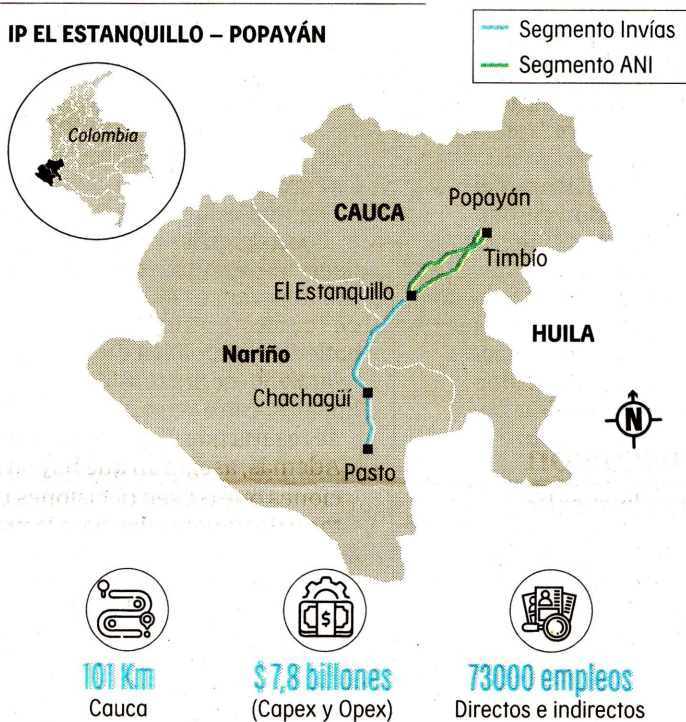 IP EL ESTANQUILLO – POPAYÁN
Segmento Invías
Segmento ANI
Colombia
CAUCA
Popayán
Timbío
El Estanquillo
HUILA
Nariño
Chachagüí
N
Pasto
$
101 Km
Cauca
$7,8 billones
(Capex y Opex)
73000 empleos
Directos e indirectos